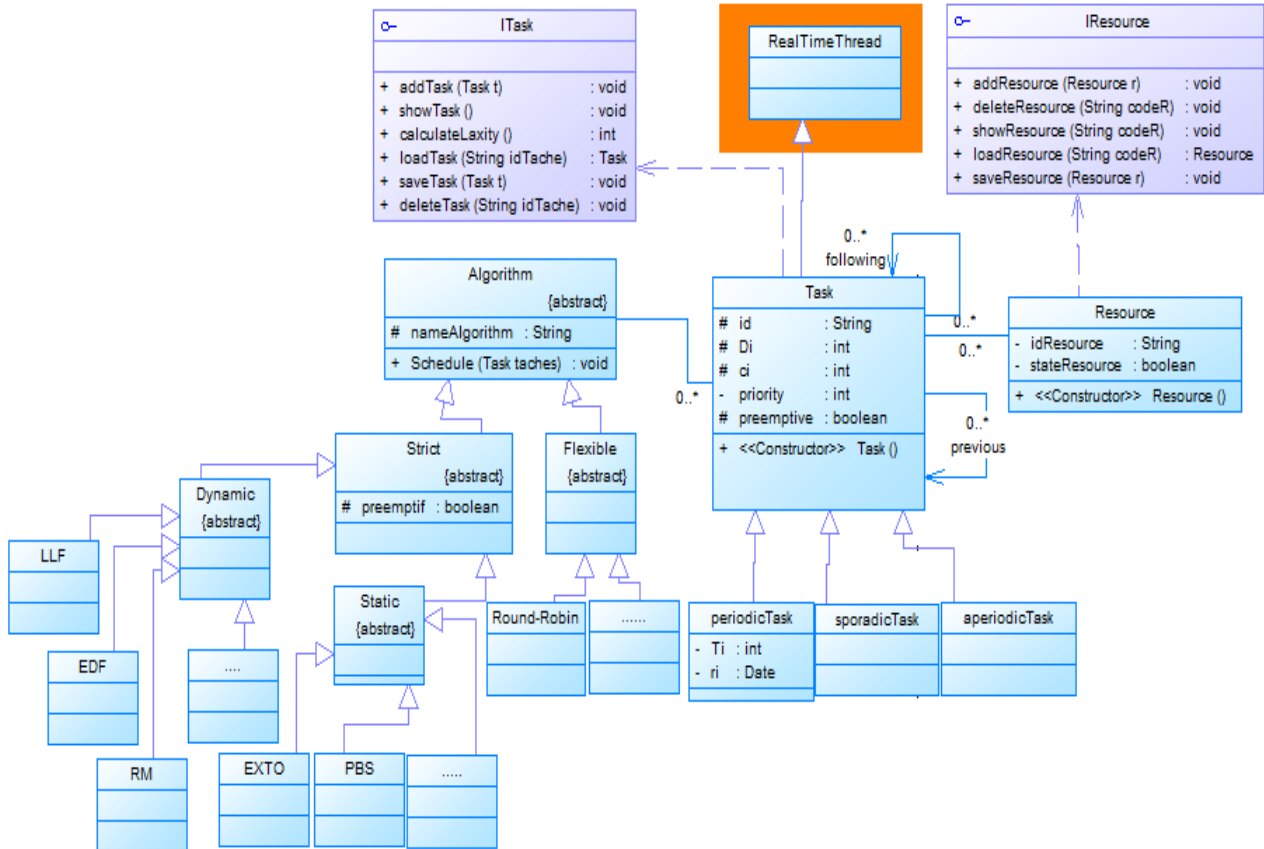 ITask
+ addTask (Task t) : void
+ showTask () : void
+ calculateLaxity () : int
+ loadTask (String idTache) : Task
+ saveTask (Task t) : void
+ deleteTask (String idTache) : void
RealTimeThread
IResource
+ addResource (Resource r) : void
+ deleteResource (String codeR) : void
+ showResource (String codeR) : void
+ loadResource (String codeR) : Resource
+ saveResource (Resource r) : void
0..*
following
Algorithm
{abstract}
# nameAlgorithm : String
+ Schedule (Task taches) : void
0..*
Task
# id : String
# Di : int
# ci : int
- priority : int
# preemptive : boolean
+ <<Constructor>> Task ()
0..*
0..*
Resource
- idResource : String
- stateResource : boolean
+ <<Constructor>> Resource ()
0..*
previous
Strict
{abstract}
# preemptif : boolean
Flexible
{abstract}
Dynamic
{abstract}
LLF
EDF
RM
....
Static
{abstract}
EXTO
PBS
.....
Round-Robin
......
periodicTask
- Ti : int
- ri : Date
sporadicTask
aperiodicTask